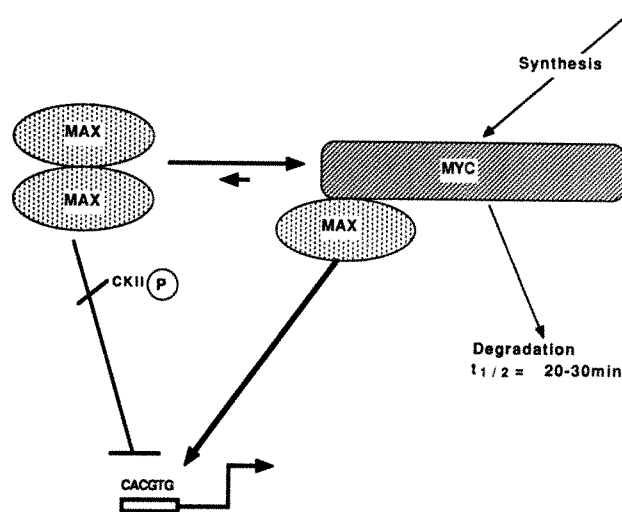 Synthesis
MAX
MAX
MYC
MAX
CKII P
Degradation
t1/2 = 20-30min
CACGTG